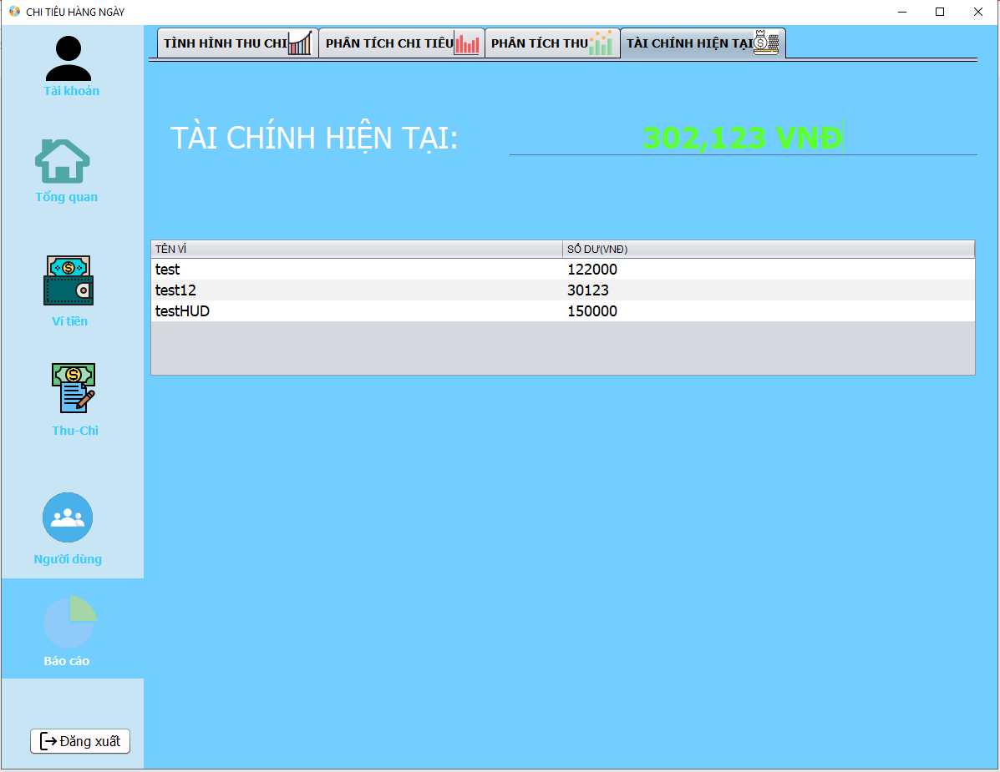 CHI TIÊU HÀNG NGÀY
TÌNH HÌNH THU CHI
PHÂN TÍCH CHI TIÊU
PHÂN TÍCH THU
TÀI CHÍNH HIỆN TẠI
Tài khoản
Tổng quan
Ví tiền
Thu-Chi
Người dùng
Báo cáo
Đăng xuất
TÀI CHÍNH HIỆN TẠI: 302,123 VNĐ
TÊN VÍ SỐ DƯ(VNĐ)
test 122000
test12 30123
testHUD 150000